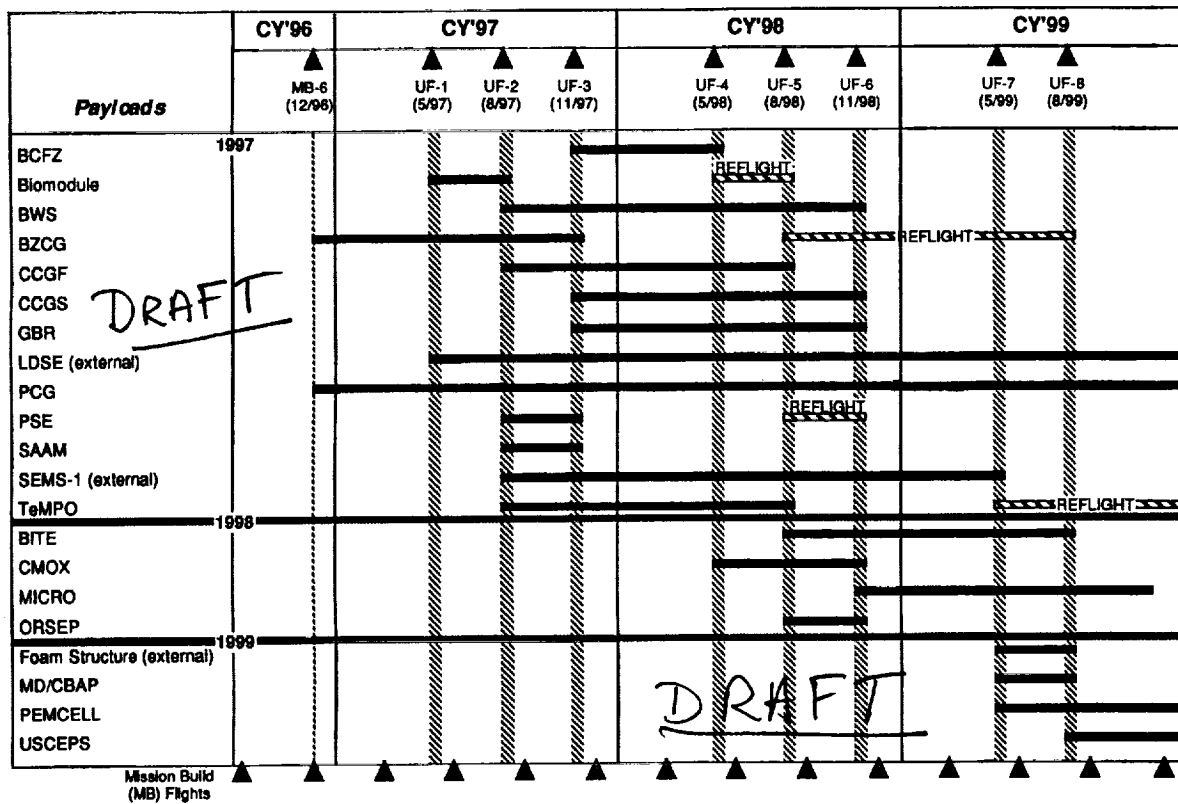 CY'96 CY'97 CY'98 CY'99
Payloads
MB-6 (12/96)
UF-1 (5/97)
UF-2 (8/97)
UF-3 (11/97)
UF-4 (5/98)
UF-5 (8/98)
UF-6 (11/98)
UF-7 (5/99)
UF-8 (8/99)
1997
BCFZ
Biomodule REFLIGHT
BWS
BZCG REFLIGHT
CCGF
CCGS
DRAFT
GBR
LDSE (external)
PCG
PSE REFLIGHT
SAAM
SEMS-1 (external)
TeMPO REFLIGHT
1998
BITE
CMOX
MICRO
ORSEP
1999
Foam Structure (external)
MD/CBAP
DRAFT
PEMCELL
USCEPS
Mission Build
(MB) Flights